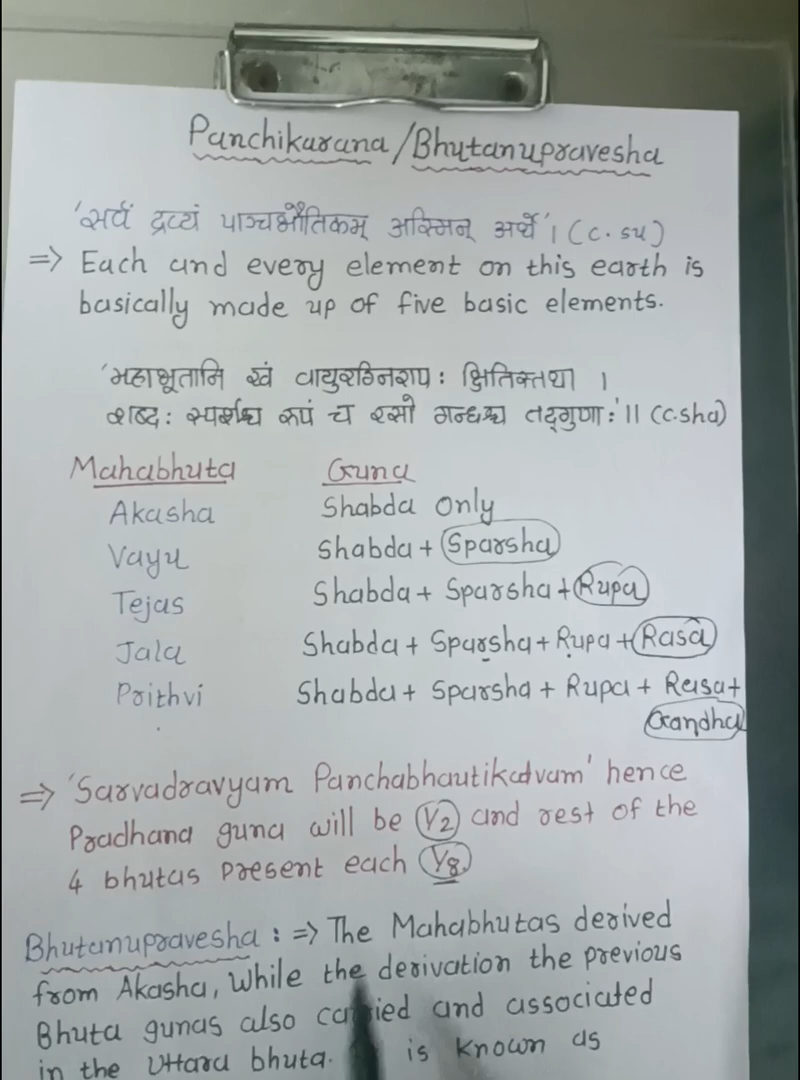 Panchikarana / Bhutanupravesha
'सर्वं द्रव्यं पाञ्चभौतिकम् अस्मिन् अर्थे'। (C. su)
⇒ Each and every element on this earth is
basically made up of five basic elements.
'महाभूतानि खं वायुरग्निरापः क्षितिस्तथा ।
शब्दः स्पर्शश्च रूपं च रसो गन्धश्च तद्गुणाः'॥ (C.sha)
Mahabhuta Guna
Akasha Shabda only
Vayu Shabda + Sparsha
Tejas Shabda + Sparsha + Rupa
Jala Shabda + Sparsha + Rupa + Rasa
Prithvi Shabda + Sparsha + Rupa + Rasa +
Gandha
⇒ 'Sarvadravyam Panchabhautikatvam' hence
Pradhana guna will be 1/2 and rest of the
4 bhutas present each 1/8
Bhutanupravesha : ⇒ The Mahabhutas derived
from Akasha, While the derivation the previous
Bhuta gunas also carried and associated
in the Uttara bhuta. is known as